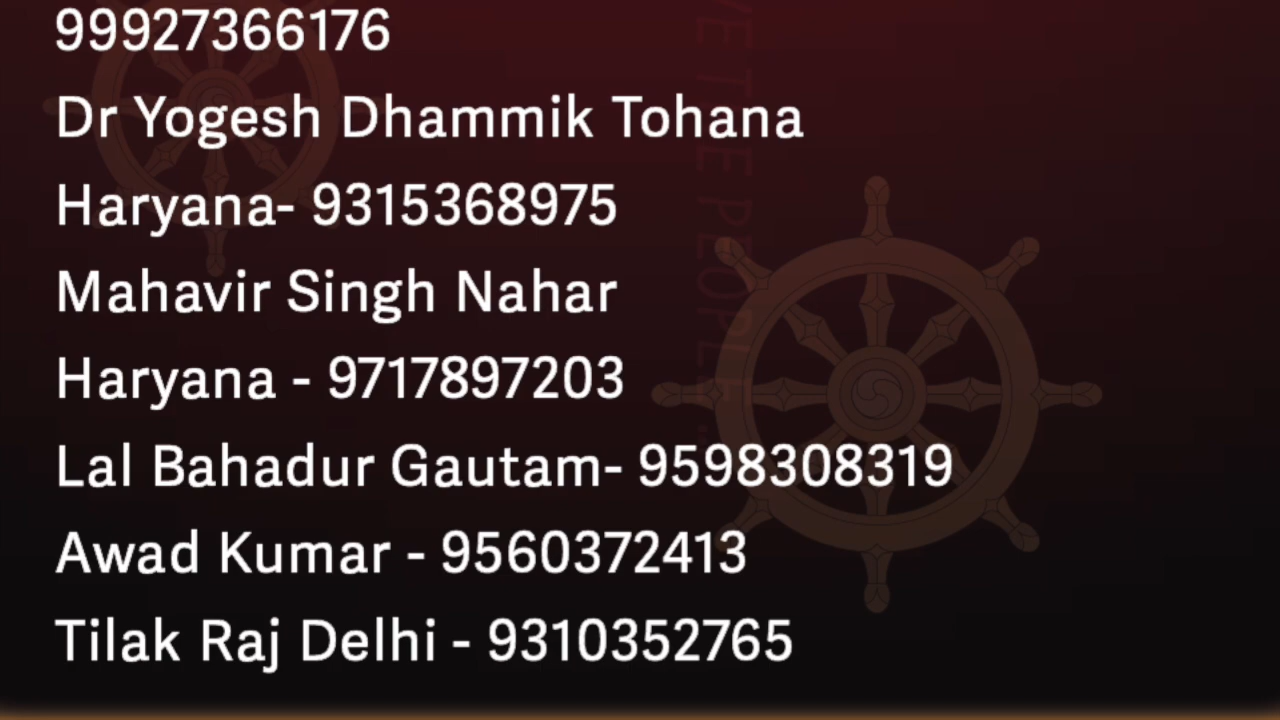 99927366176
Dr Yogesh Dhammik Tohana
Haryana- 9315368975
Mahavir Singh Nahar
Haryana - 9717897203
Lal Bahadur Gautam- 9598308319
Awad Kumar - 9560372413
Tilak Raj Delhi - 9310352765
PEOPLE